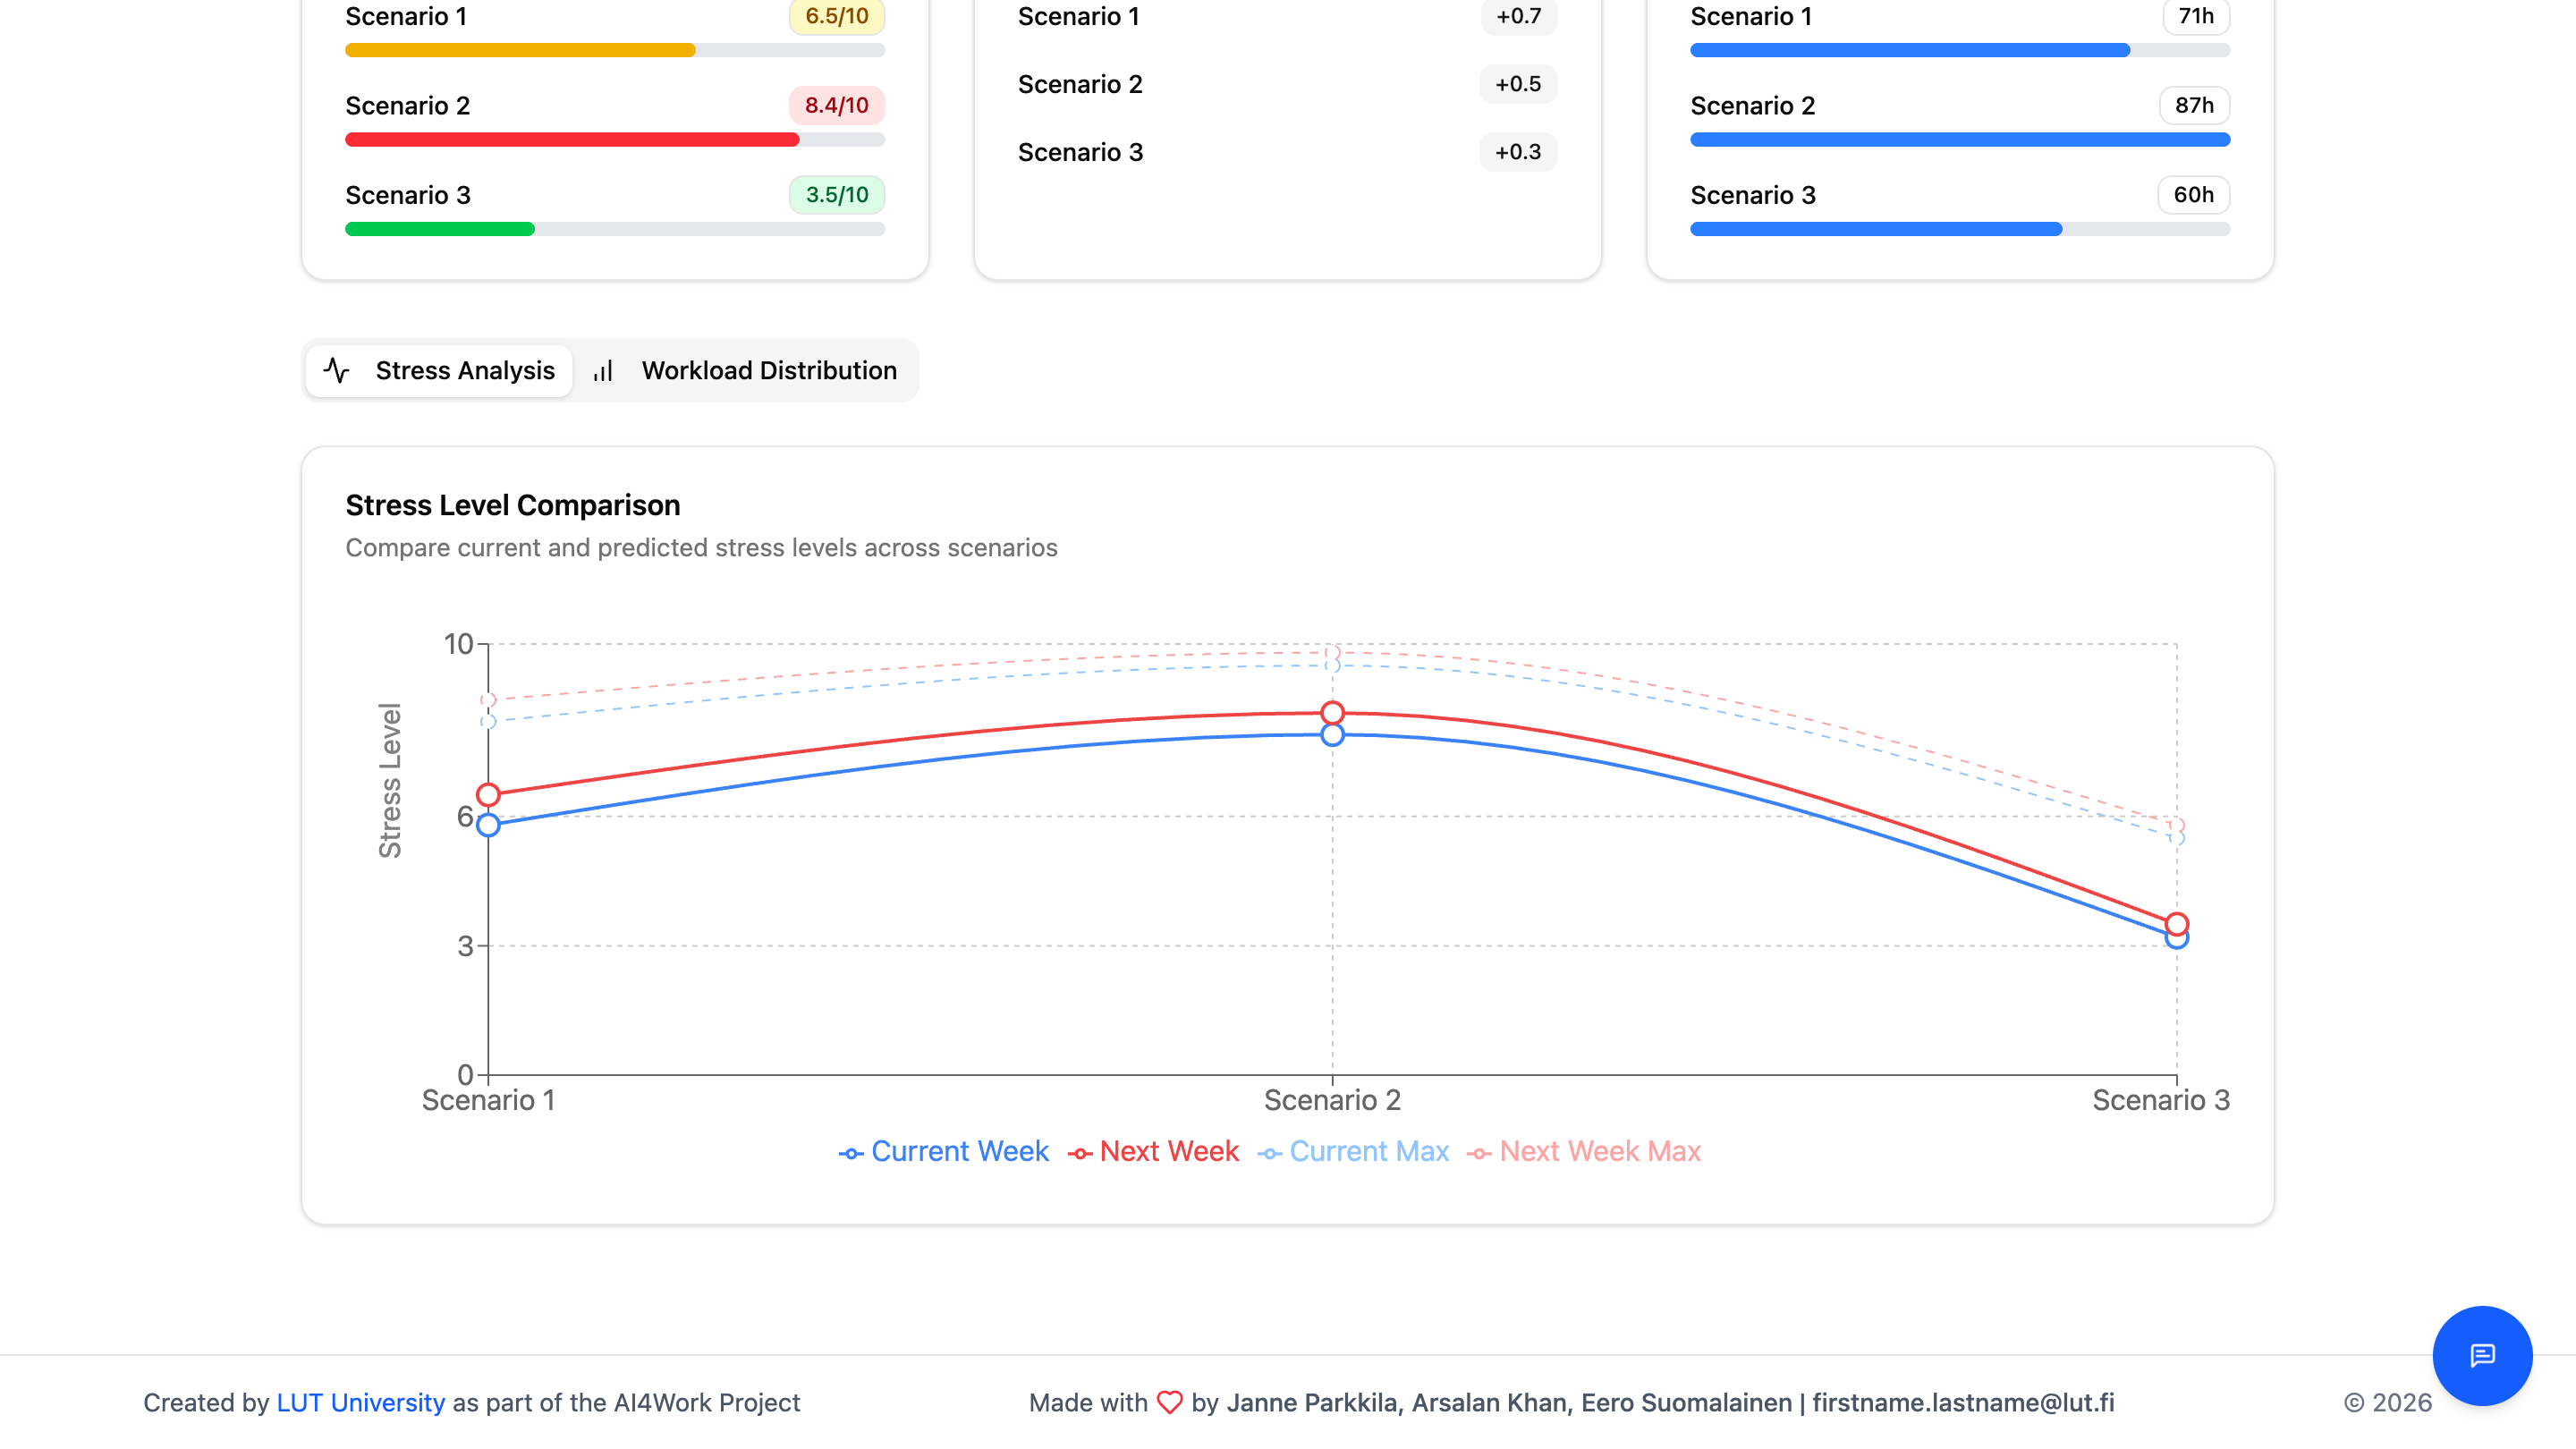 Scenario 1
6.5/10
Scenario 2
8.4/10
Scenario 3
3.5/10
Scenario 1
+0.7
Scenario 2
+0.5
Scenario 3
+0.3
Scenario 1
71h
Scenario 2
87h
Scenario 3
60h
Stress Analysis
Workload Distribution
Stress Level Comparison
Compare current and predicted stress levels across scenarios
Stress Level
10
6
3
0
Scenario 1
Scenario 2
Scenario 3
Current Week
Next Week
Current Max
Next Week Max
Created by LUT University as part of the AI4Work Project
Made with by Janne Parkkila, Arsalan Khan, Eero Suomalainen | firstname.lastname@lut.fi
© 2026